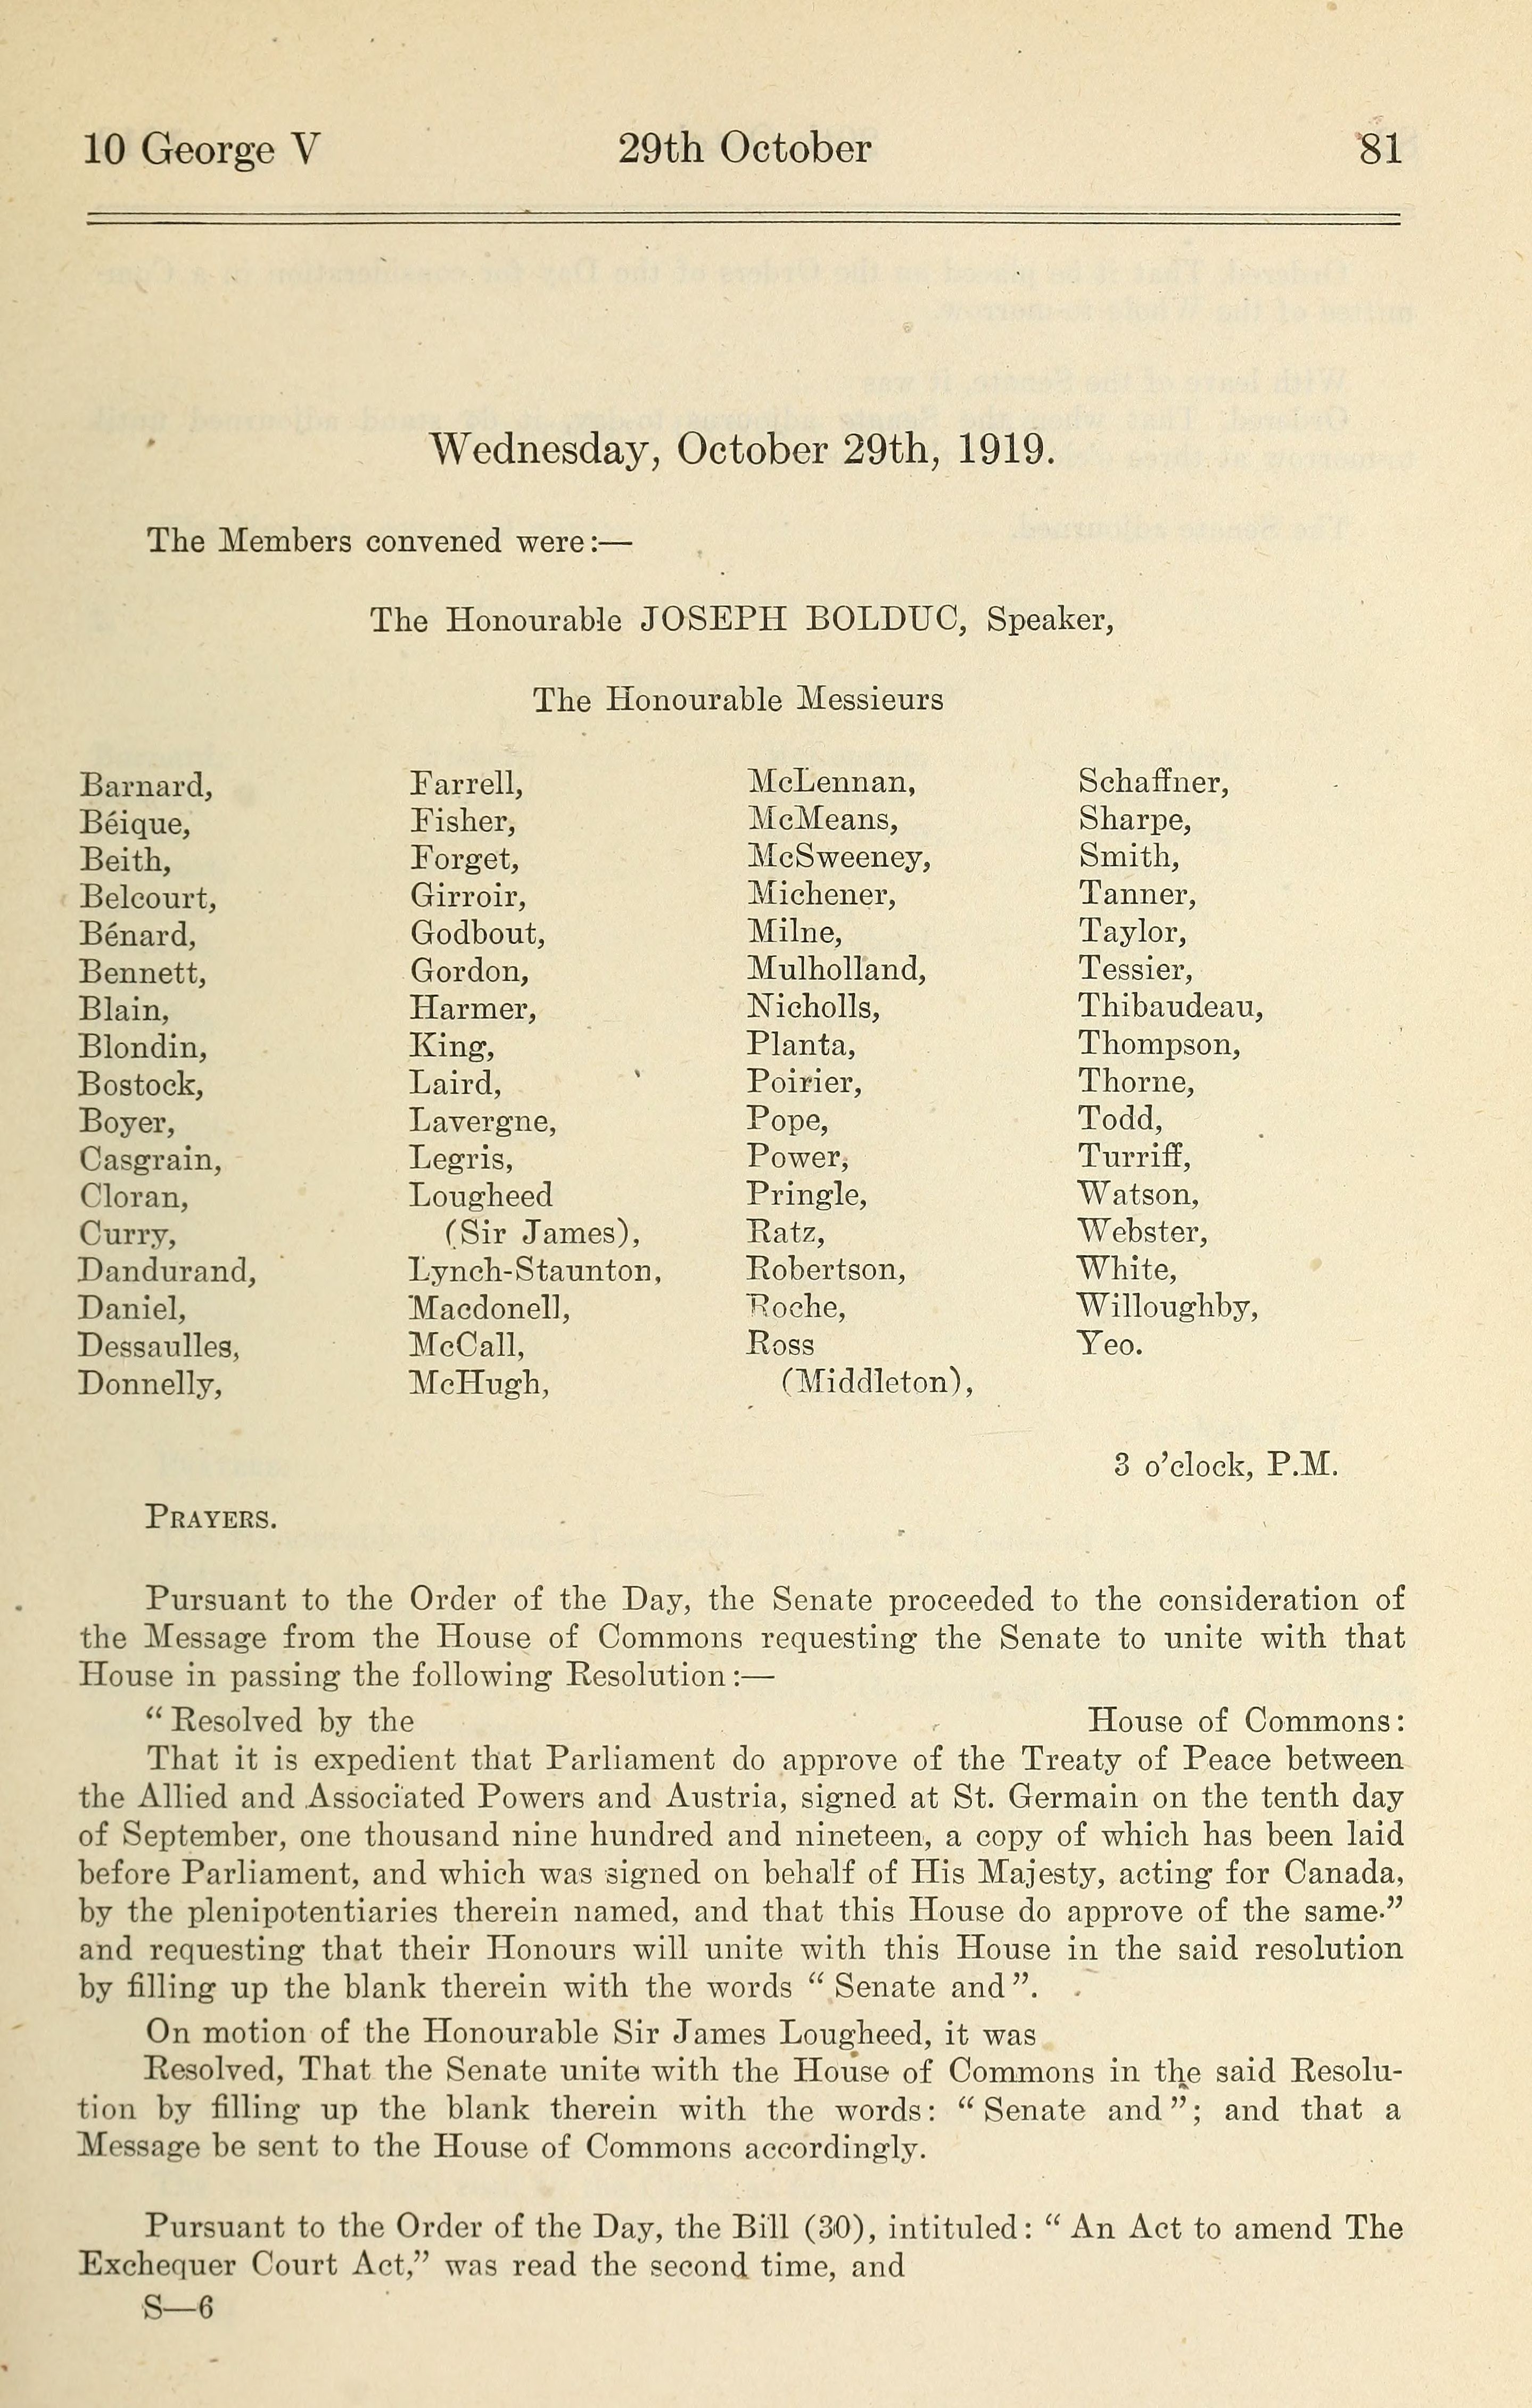 10 George V 29th October 81
Wednesday, October 29th, 1919.
The Members convened were:—
The Honourable JOSEPH BOLDUC, Speaker,
The Honourable Messieurs
Barnard,
Béique,
Beith,
Belcourt,
Bénard,
Bennett,
Blain,
Blondin,
Bostock,
Boyer,
Casgrain,
Cloran,
Curry,
Dandurand,
Daniel,
Dessaulles,
Donnelly,
Farrell,
Fisher,
Forget,
Girroir,
Godbout,
Gordon,
Harmer,
King,
Laird,
Lavergne,
Legris,
Lougheed
(Sir James),
Lynch-Staunton,
Macdonell,
McCall,
McHugh,
McLennan,
McMeans,
McSweeney,
Michener,
Milne,
Mulholland,
Nicholls,
Planta,
Poirier,
Pope,
Power,
Pringle,
Ratz,
Robertson,
Roche,
Ross
(Middleton),
Schaffner,
Sharpe,
Smith,
Tanner,
Taylor,
Tessier,
Thibaudeau,
Thompson,
Thorne,
Todd,
Turriff,
Watson,
Webster,
White,
Willoughby,
Yeo.
3 o'clock, P.M.
PRAYERS.
Pursuant to the Order of the Day, the Senate proceeded to the consideration of
the Message from the House of Commons requesting the Senate to unite with that
House in passing the following Resolution:—
“Resolved by the House of Commons:
That it is expedient that Parliament do approve of the Treaty of Peace between
the Allied and Associated Powers and Austria, signed at St. Germain on the tenth day
of September, one thousand nine hundred and nineteen, a copy of which has been laid
before Parliament, and which was signed on behalf of His Majesty, acting for Canada,
by the plenipotentiaries therein named, and that this House do approve of the same.”
and requesting that their Honours will unite with this House in the said resolution
by filling up the blank therein with the words “Senate and”.
On motion of the Honourable Sir James Lougheed, it was
Resolved, That the Senate unite with the House of Commons in the said Resolu-
tion by filling up the blank therein with the words: “Senate and”; and that a
Message be sent to the House of Commons accordingly.
Pursuant to the Order of the Day, the Bill (30), intituled: “An Act to amend The
Exchequer Court Act,” was read the second time, and
S—6